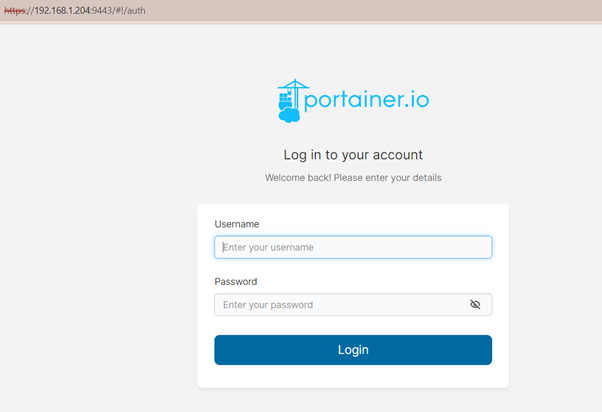 https://192.168.1.204:9443/#!/auth
portainer.io
Log in to your account
Welcome back! Please enter your details
Username
Enter your username
Password
Enter your password
Login